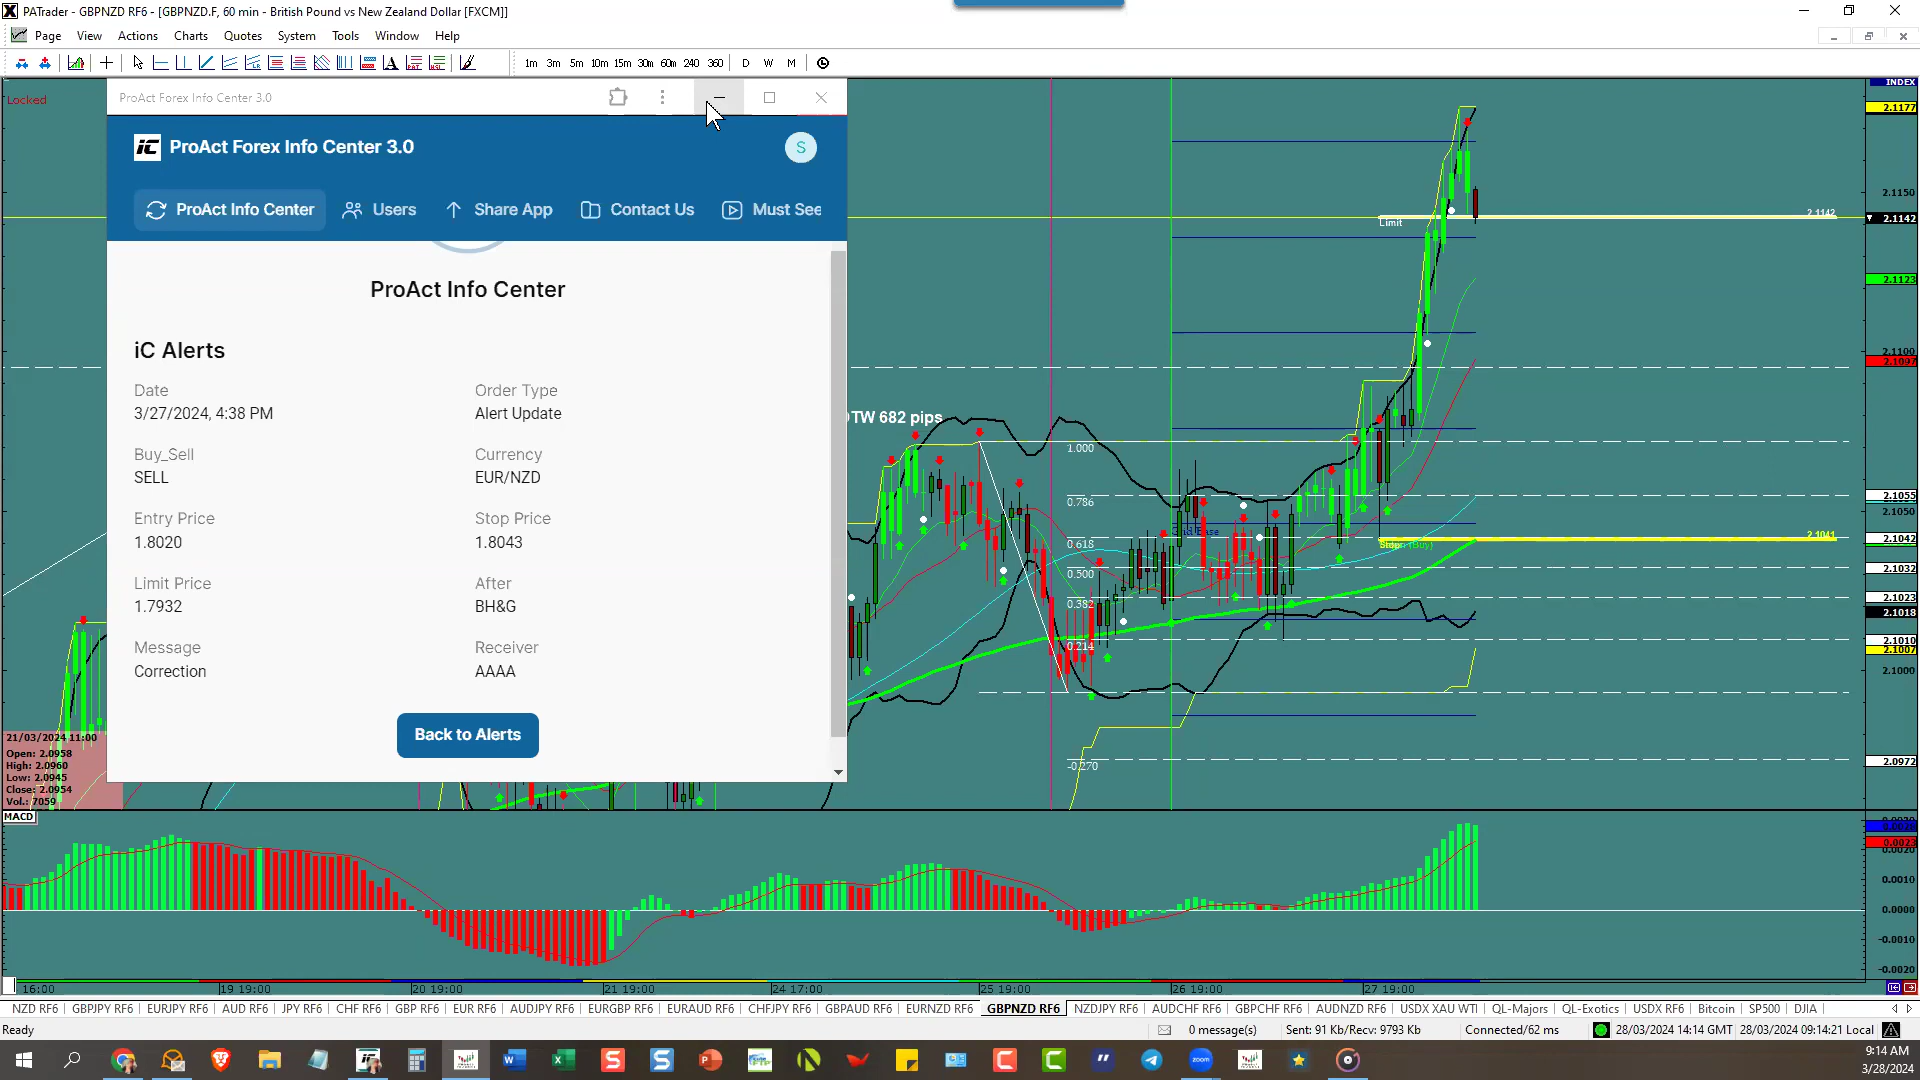 PATrader - GBPNZD RF6 - [GBPNZD.F, 60 min - British Pound vs New Zealand Dollar [FXCM]]
Page View Actions Charts Quotes System Tools Window Help
1m 3m 5m 10m 15m 30m 60m 240 360 D W M
Locked
ProAct Forex Info Center 3.0
iC ProAct Forex Info Center 3.0
S
ProAct Info Center Users Share App Contact Us Must See
ProAct Info Center
iC Alerts
Date Order Type
3/27/2024, 4:38 PM Alert Update
Buy_Sell Currency
SELL EUR/NZD
Entry Price Stop Price
1.8020 1.8043
Limit Price After
1.7932 BH&G
Message Receiver
Correction AAAA
Back to Alerts
TW 682 pips
Limit
2.1142
2.1041
1.000
0.786
0.618
0.500
0.382
0.214
-0.270
INDEX
2.1177
2.1150
2.1142
2.1123
2.1100
2.1097
2.1055
2.1050
2.1042
2.1032
2.1023
2.1018
2.1010
2.1007
2.1000
2.0972
21/03/2024 11:00
Open: 2.0958
High: 2.0960
Low: 2.0945
Close: 2.0954
Vol.: 7059
MACD
0.0023
0.0010
0.0000
-0.0010
-0.0020
16:00 19 19:00 20 19:00 21 19:00 24 17:00 25 19:00 26 19:00 27 19:00
NZD RF6 GBPJPY RF6 EURJPY RF6 AUD RF6 JPY RF6 CHF RF6 GBP RF6 EUR RF6 AUDJPY RF6 EURGBP RF6 EURAUD RF6 CHFJPY RF6 GBPAUD RF6 EURNZD RF6 GBPNZD RF6 NZDJPY RF6 AUDCHF RF6 GBPCHF RF6 AUDNZD RF6 USDX XAU WTI QL-Majors QL-Exotics USDX RF6 Bitcoin SP500 DJIA
Ready 0 message(s) Sent: 91 Kb/Recv: 9793 Kb Connected/62 ms 28/03/2024 14:14 GMT 28/03/2024 09:14:21 Local
9:14 AM
3/28/2024